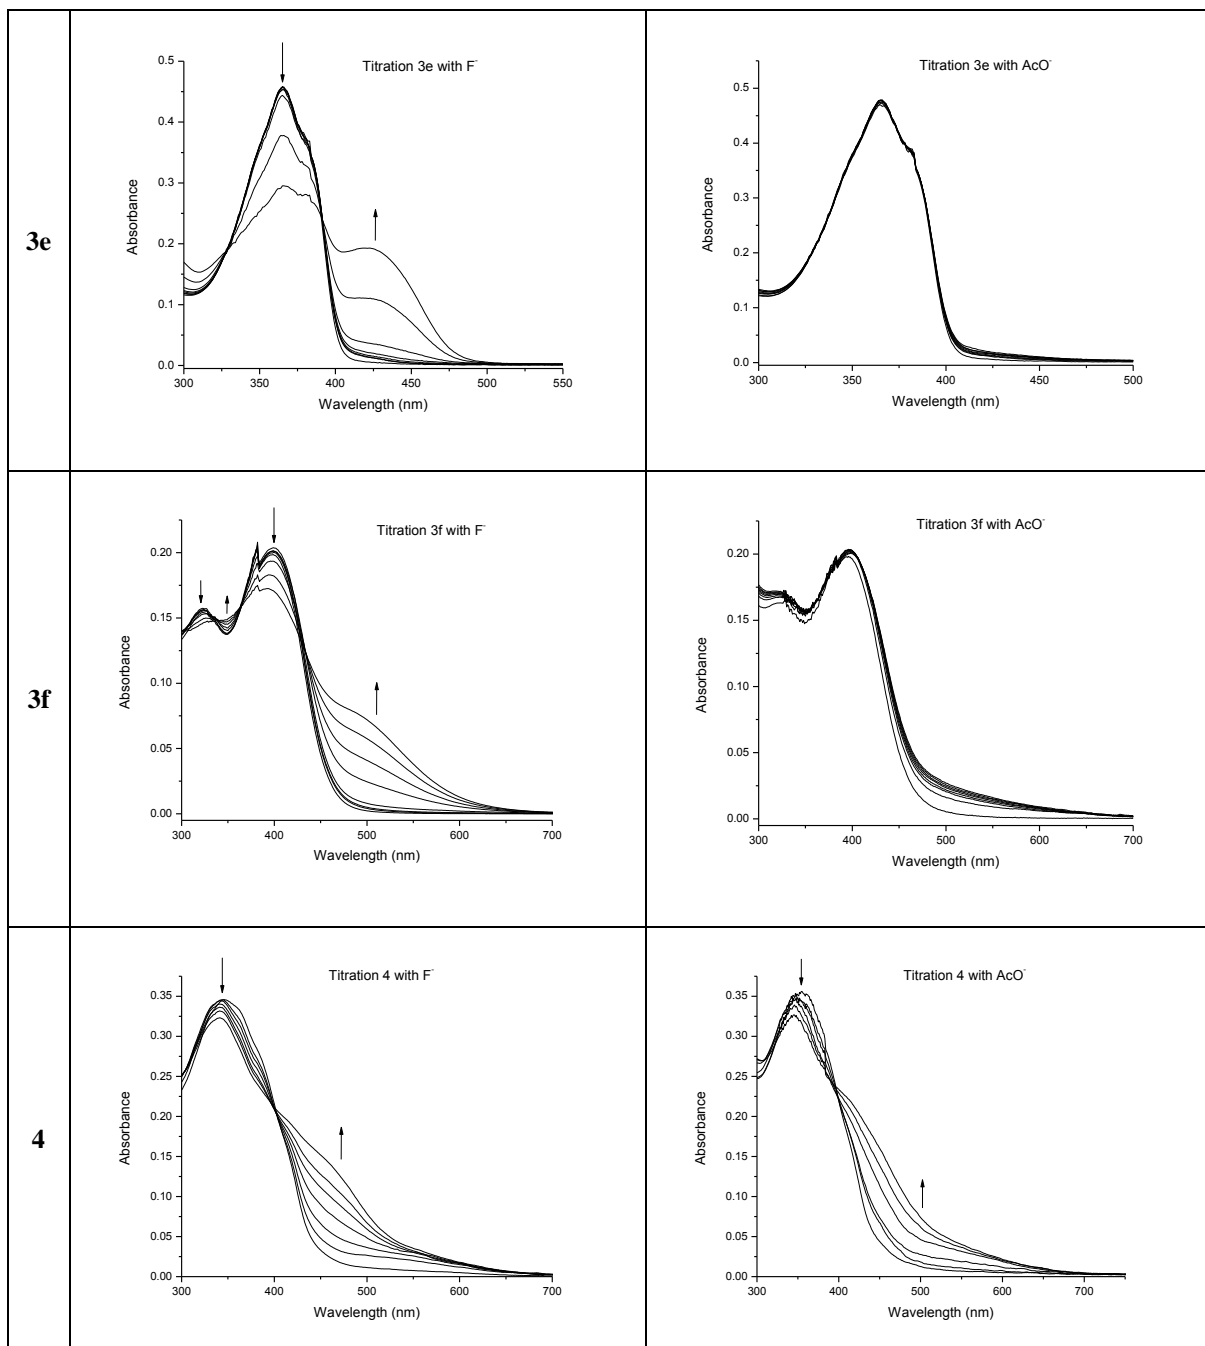 3e
Titration 3e with F-
Absorbance
0.5
0.4
0.3
0.2
0.1
0.0
300 350 400 450 500 550
Wavelength (nm)
Titration 3e with AcO-
Absorbance
0.5
0.4
0.3
0.2
0.1
0.0
300 350 400 450 500
Wavelength (nm)
3f
Titration 3f with F-
Absorbance
0.20
0.15
0.10
0.05
0.00
300 400 500 600 700
Wavelength (nm)
Titration 3f with AcO-
Absorbance
0.20
0.15
0.10
0.05
0.00
300 400 500 600 700
Wavelength (nm)
4
Titration 4 with F-
Absorbance
0.35
0.30
0.25
0.20
0.15
0.10
0.05
0.00
300 400 500 600 700
Wavelength (nm)
Titration 4 with AcO-
Absorbance
0.35
0.30
0.25
0.20
0.15
0.10
0.05
0.00
300 400 500 600 700
Wavelength (nm)